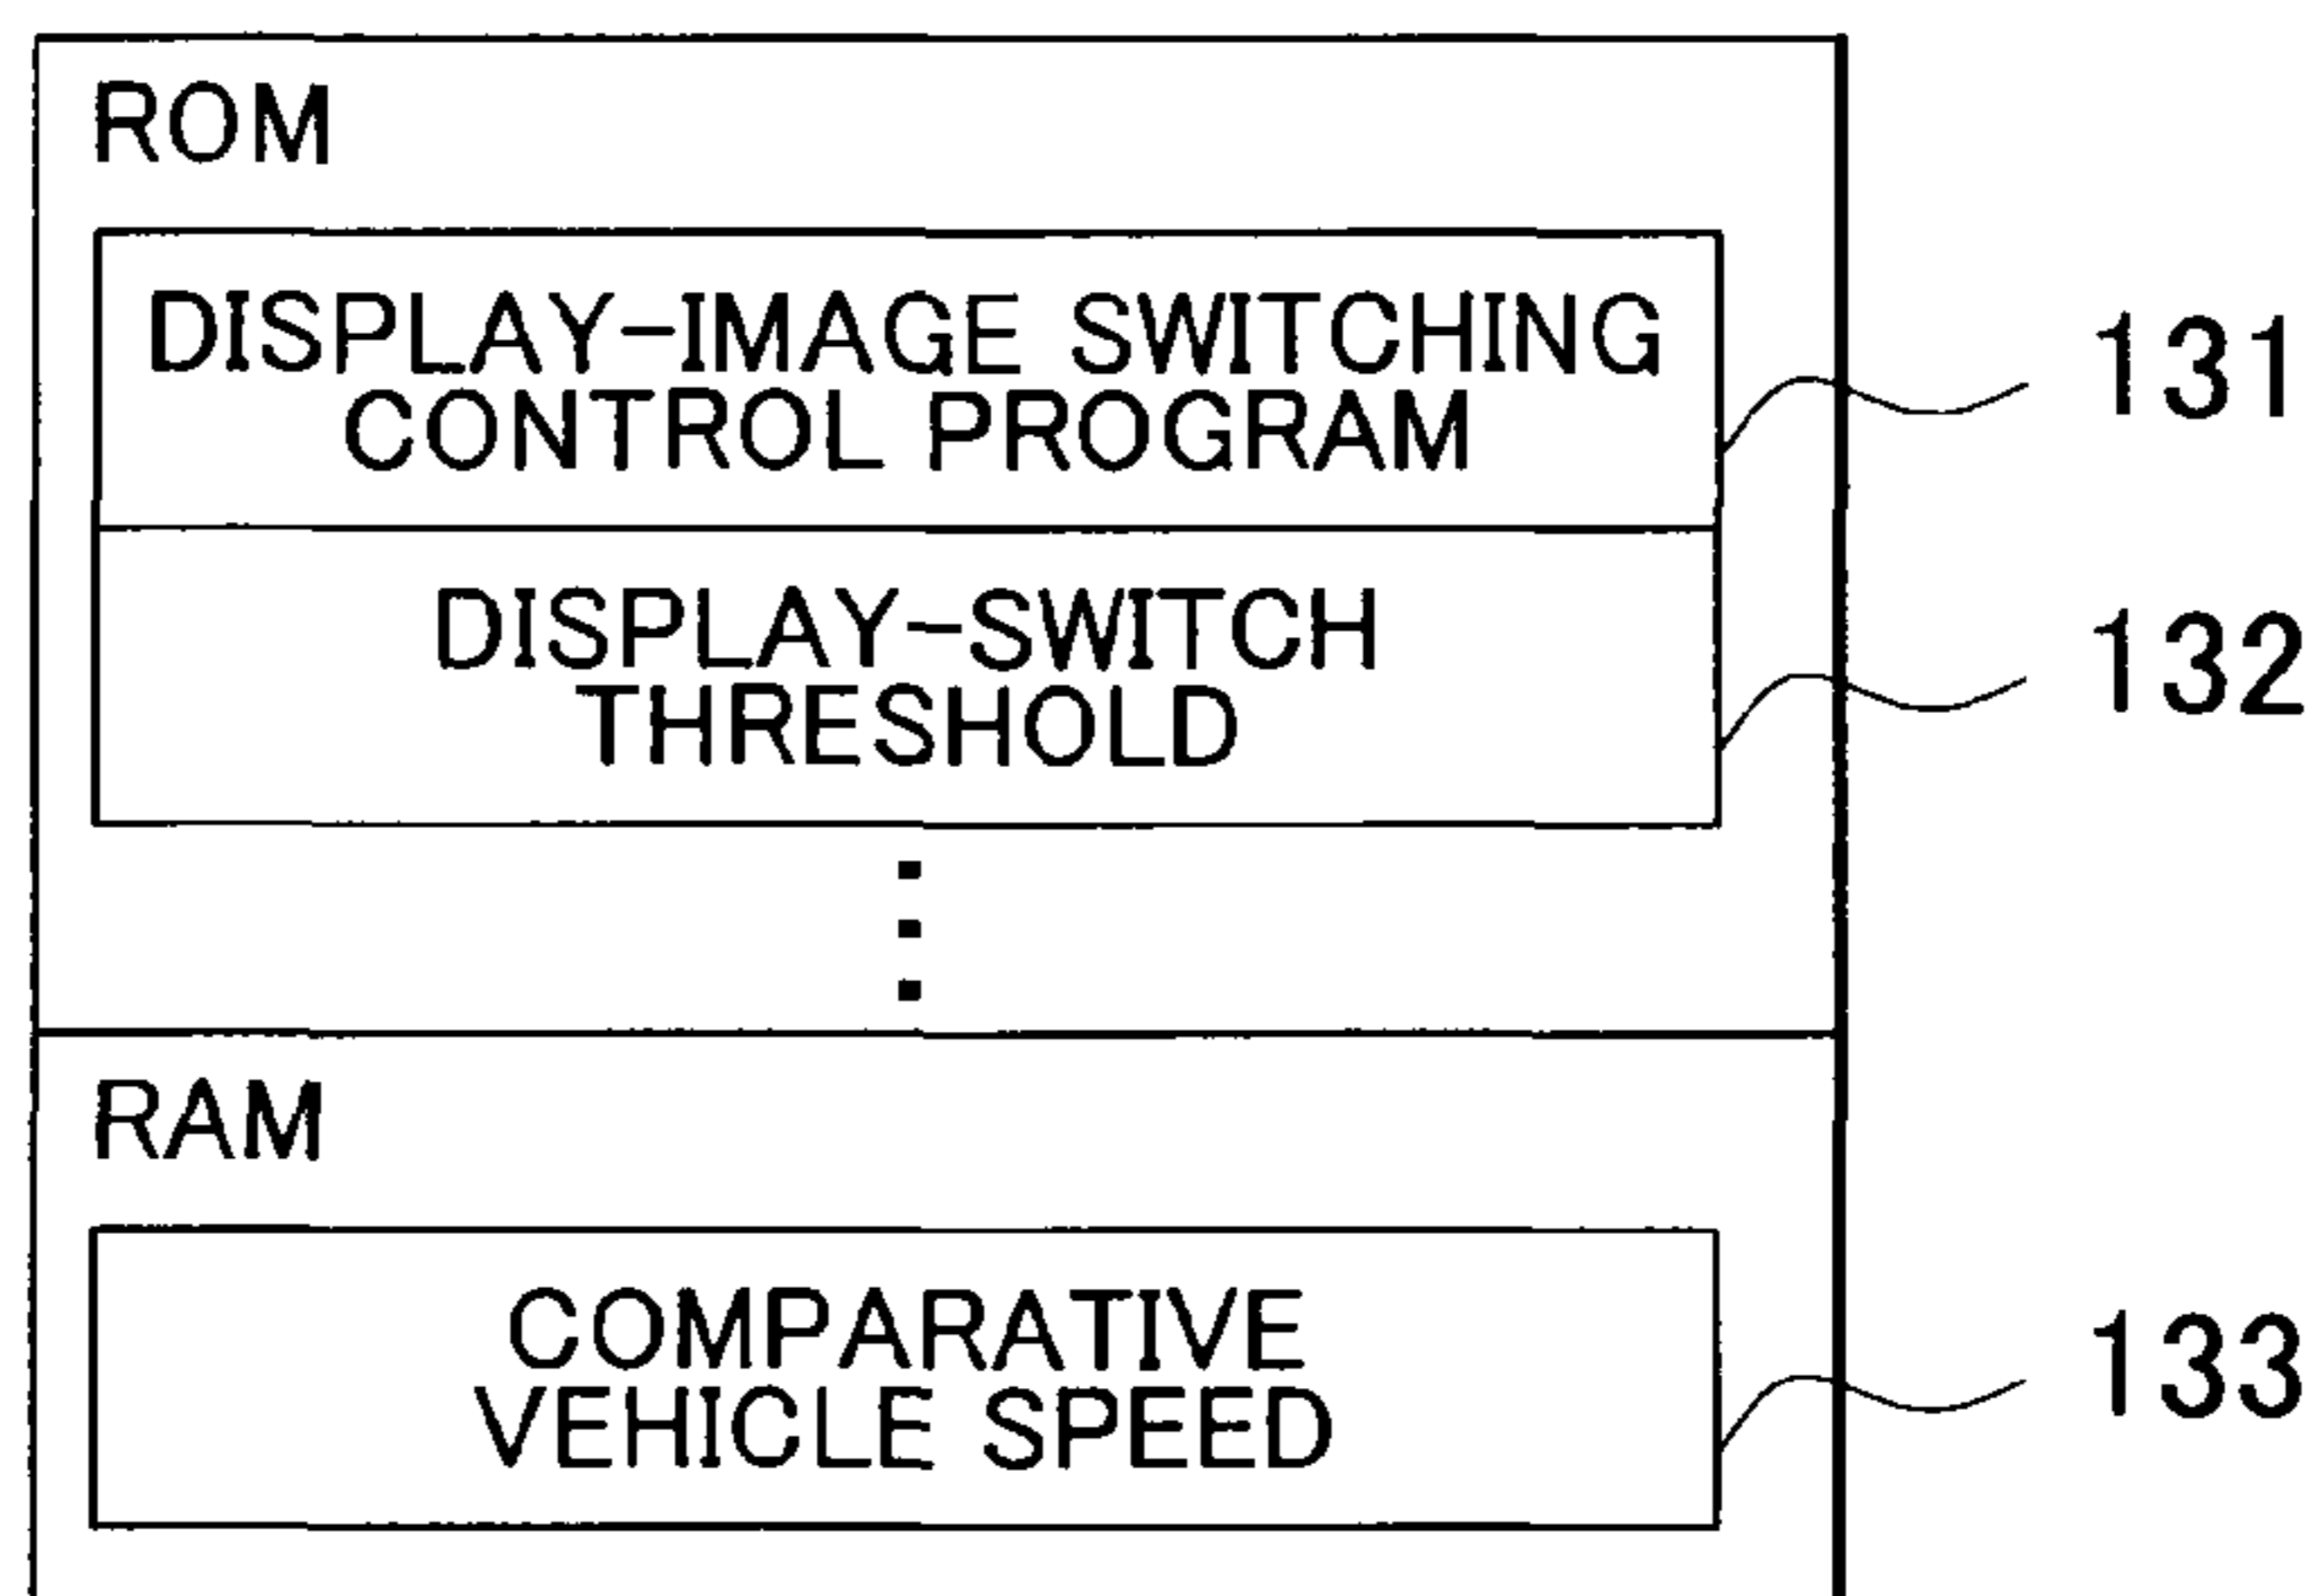 ROM
DISPLAY-IMAGE SWITCHING
CONTROL PROGRAM
131
DISPLAY-SWITCH
THRESHOLD
132
RAM
COMPARATIVE
VEHICLE SPEED
133